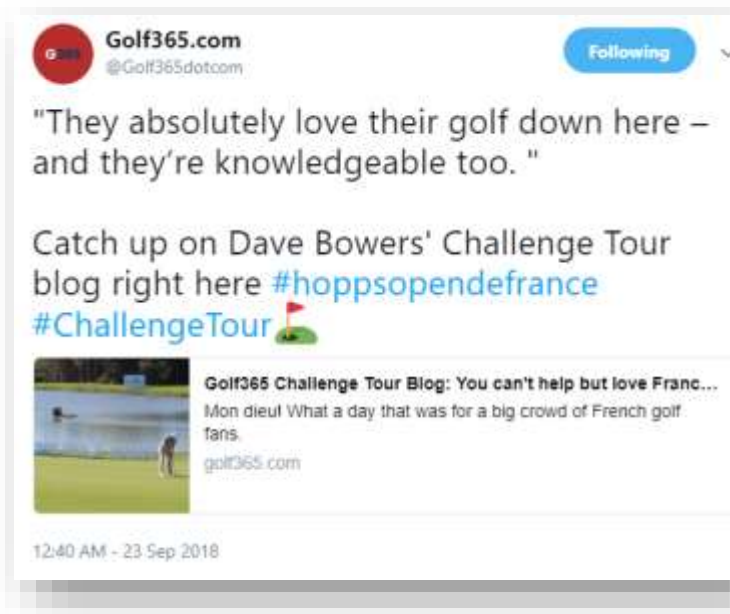 Golf365.com
@Golf365dotcom
Following
"They absolutely love their golf down here –
and they're knowledgeable too. "
Catch up on Dave Bowers' Challenge Tour
blog right here #hoppsopendefrance
#ChallengeTour
Golf365 Challenge Tour Blog: You can't help but love Franc...
Mon dieu! What a day that was for a big crowd of French golf
fans.
golf365.com
12:40 AM - 23 Sep 2018